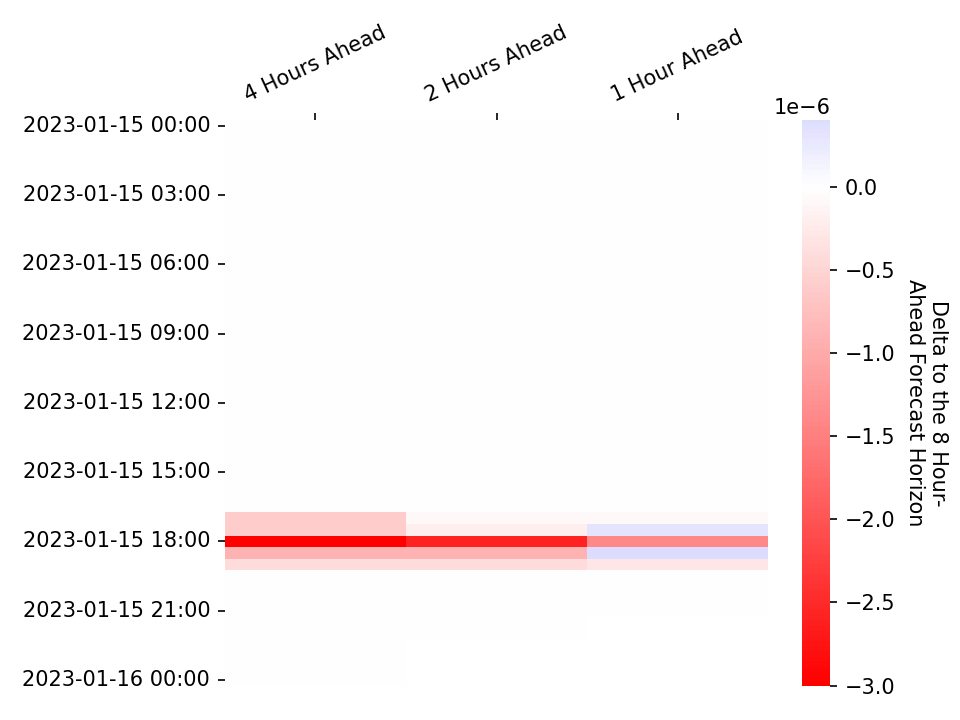 4 Hours Ahead
2 Hours Ahead
1 Hour Ahead
1e−6
2023-01-15 00:00
2023-01-15 03:00
2023-01-15 06:00
2023-01-15 09:00
2023-01-15 12:00
2023-01-15 15:00
2023-01-15 18:00
2023-01-15 21:00
2023-01-16 00:00
0.0
−0.5
−1.0
−1.5
−2.0
−2.5
−3.0
Delta to the 8 Hour-
Ahead Forecast Horizon